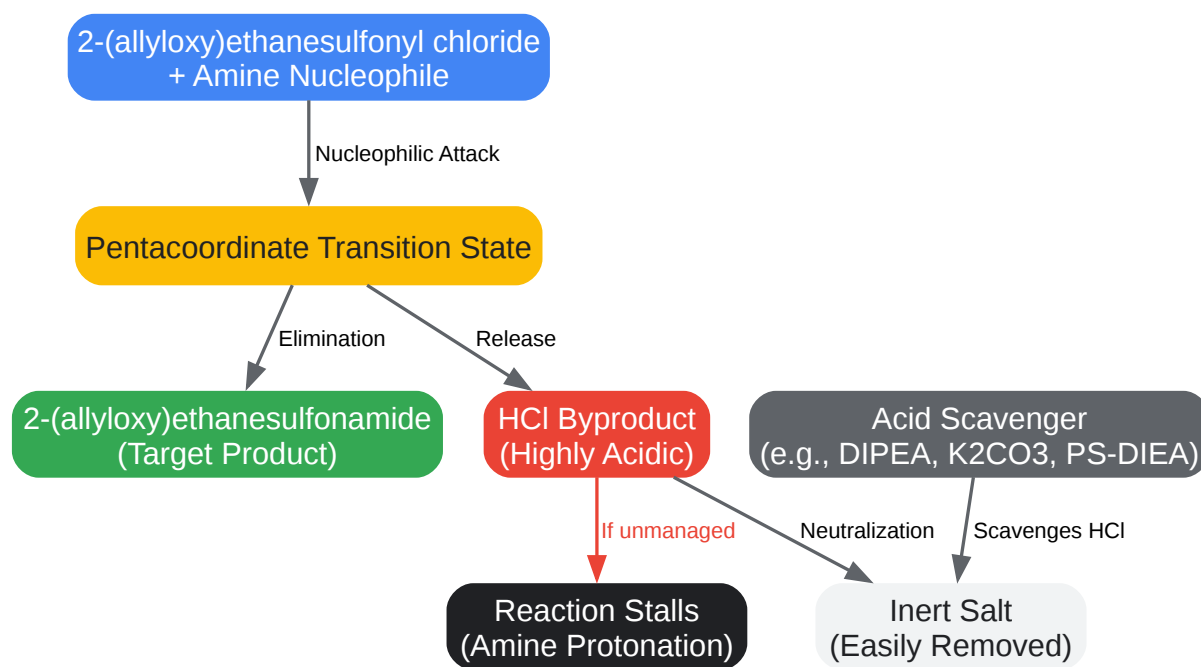 2-(allyloxy)ethanesulfonyl chloride
+ Amine Nucleophile
Nucleophilic Attack
Pentacoordinate Transition State
Elimination
Release
2-(allyloxy)ethanesulfonamide
(Target Product)
HCl Byproduct
(Highly Acidic)
Acid Scavenger
(e.g., DIPEA, K2CO3, PS-DIEA)
If unmanaged
Neutralization
Scavenges HCl
Reaction Stalls
(Amine Protonation)
Inert Salt
(Easily Removed)